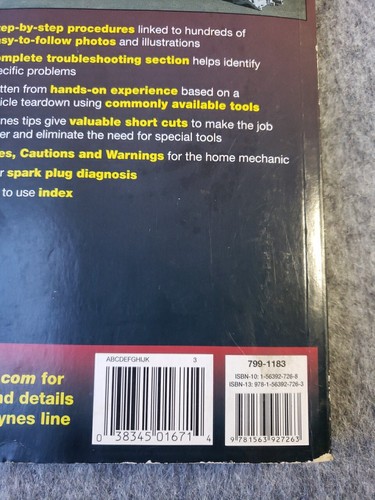 tep-by-step procedures linked to hundreds of
asy-to-follow photos and illustrations
omplete troubleshooting section helps identify
ecific problems
tten from hands-on experience based on a
icle teardown using commonly available tools
nes tips give valuable short cuts to make the job
er and eliminate the need for special tools
es, Cautions and Warnings for the home mechanic
r spark plug diagnosis
to use index
ABCDEFGHIJK 3
0 38345 01671 4
799-1183
ISBN-10: 1-56392-726-8
ISBN-13: 978-1-56392-726-3
9 781563 927263
.com for
nd details
ynes line